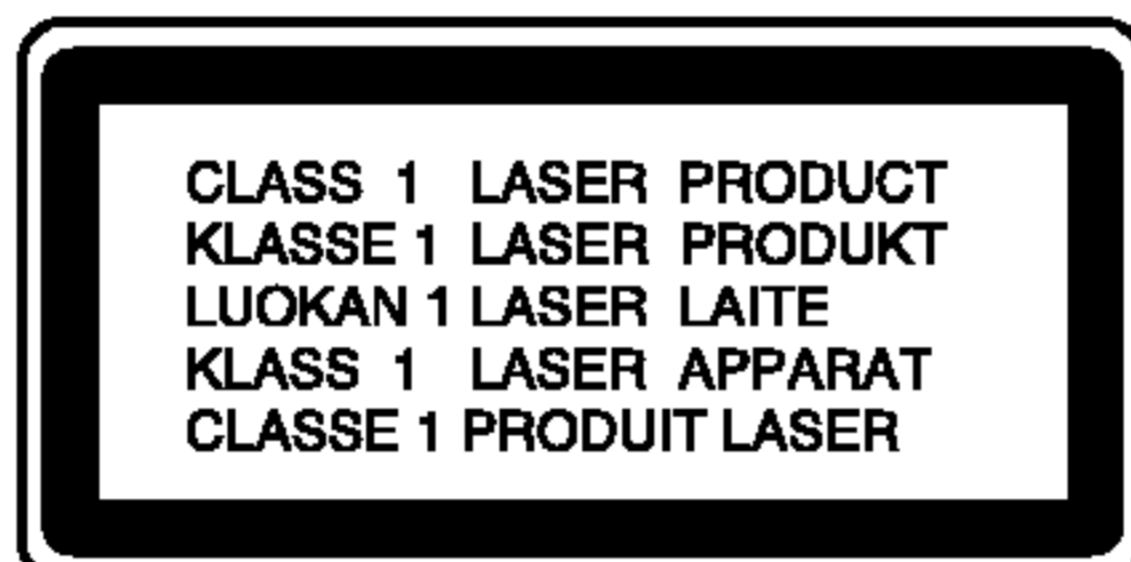 CLASS 1 LASER PRODUCT
KLASSE 1 LASER PRODUKT
LUOKAN 1 LASER LAITE
KLASS 1 LASER APPARAT
CLASSE 1 PRODUIT LASER